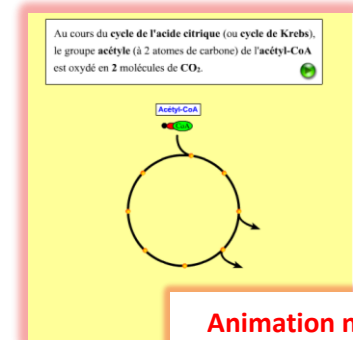 Au cours du cycle de l'acide citrique (ou cycle de Krebs),
le groupe acétyle (à 2 atomes de carbone) de l'acétyl-CoA
est oxydé en 2 molécules de CO₂.
Acétyl-CoA
CoA
Animation